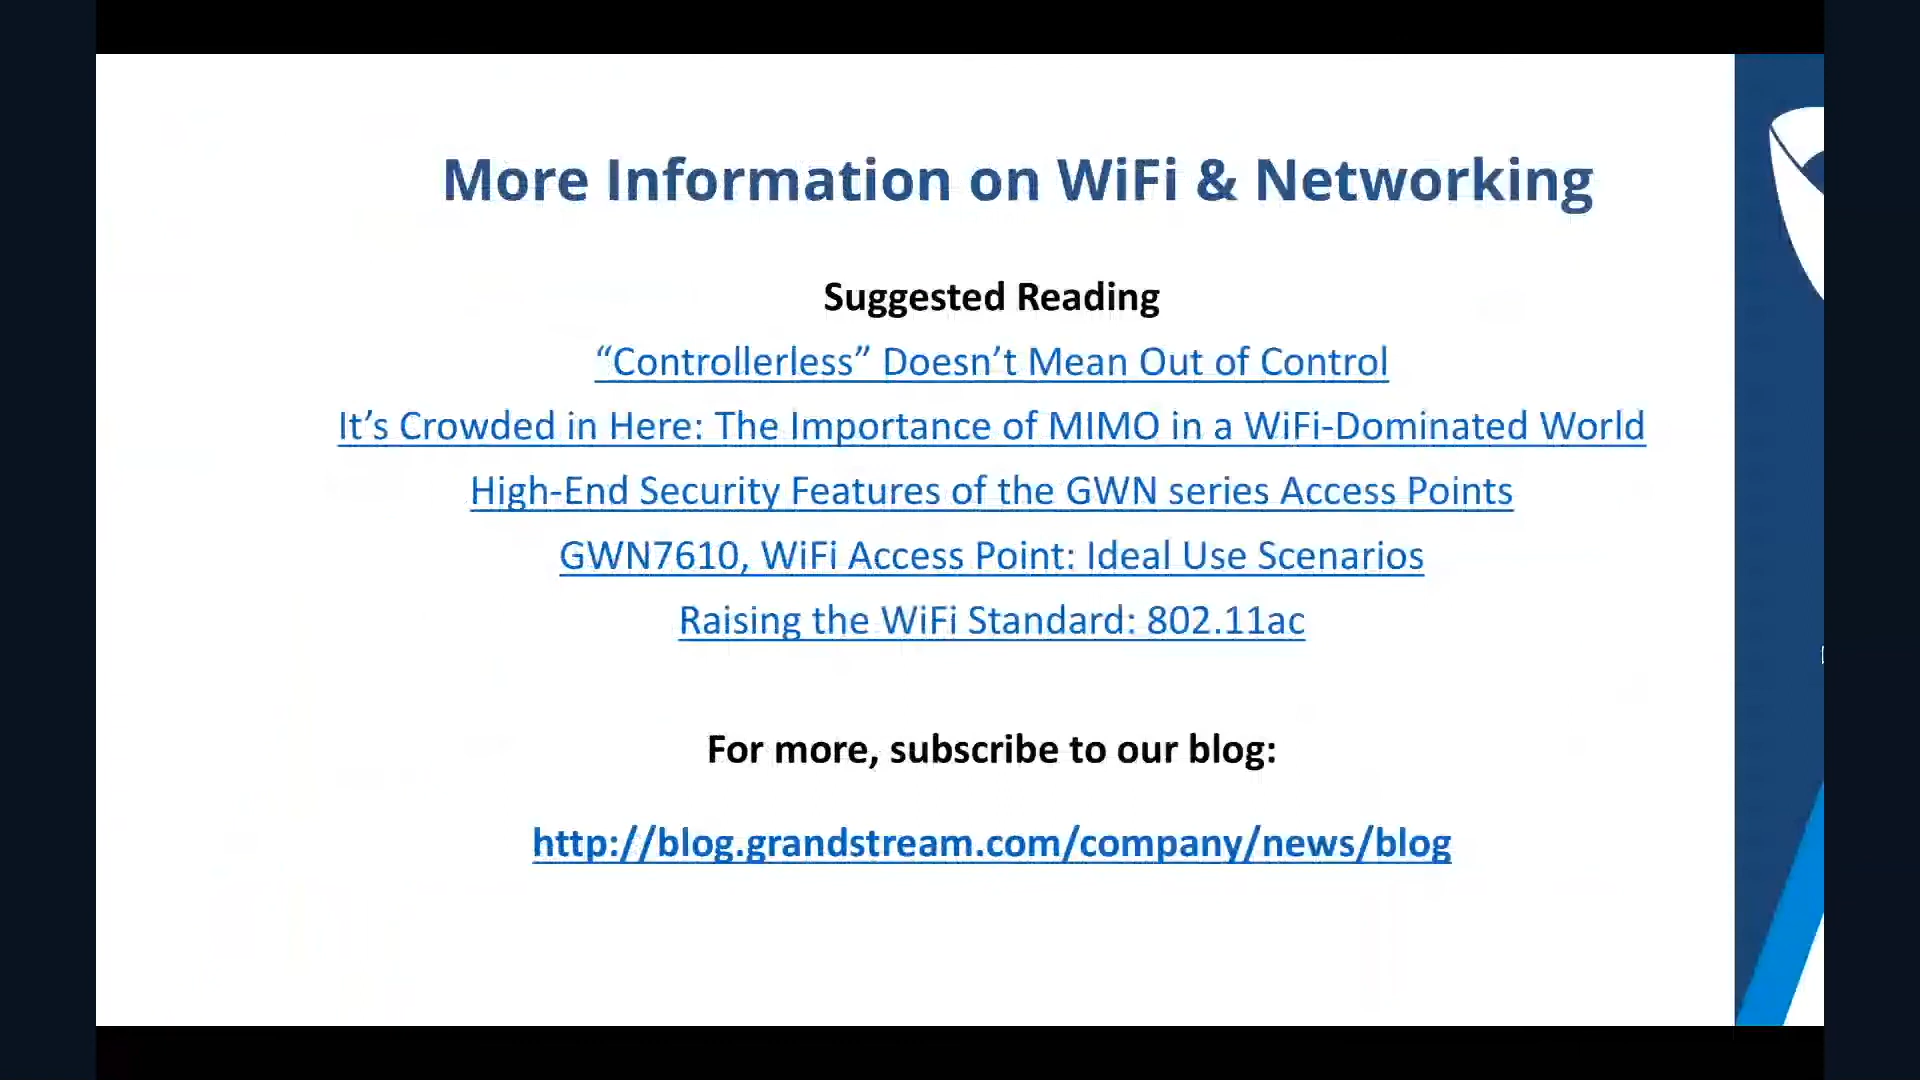 More Information on WiFi & Networking
Suggested Reading
“Controllerless” Doesn’t Mean Out of Control
It’s Crowded in Here: The Importance of MIMO in a WiFi-Dominated World
High-End Security Features of the GWN series Access Points
GWN7610, WiFi Access Point: Ideal Use Scenarios
Raising the WiFi Standard: 802.11ac
For more, subscribe to our blog:
http://blog.grandstream.com/company/news/blog